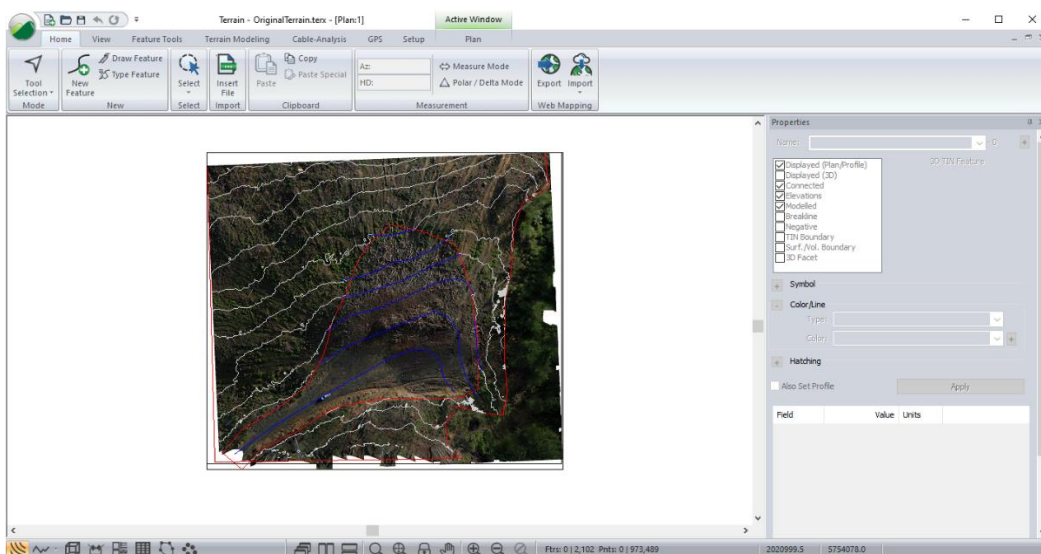 Terrain - OriginalTerrain.terx - [Plan:1]
Active Window
Home View Feature Tools Terrain Modeling Cable-Analysis GPS Setup Plan
Tool Selection
Mode
New Feature
Draw Feature
Type Feature
New
Select
Select
Insert File
Import
Paste
Copy
Paste Special
Clipboard
Az:
HD:
Measure Mode
Polar / Delta Mode
Measurement
Export
Import
Web Mapping
Properties
Name:
0
3D TIN Feature
Displayed (Plan/Profile)
Displayed (3D)
Connected
Elevations
Modelled
Breakline
Negative
TIN Boundary
Surf./Vol. Boundary
3D Facet
Symbol
Color/Line
Type:
Color:
Hatching
Also Set Profile
Apply
Field Value Units
Ftrs: 0 | 2,102 Pnts: 0 | 973,489
2020999.5 5754078.0